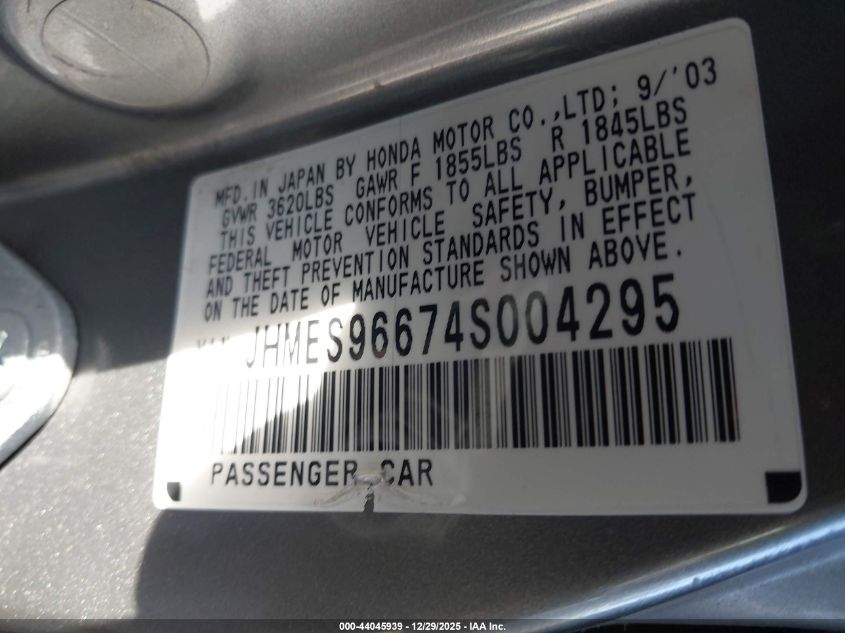 MFD. IN JAPAN BY HONDA MOTOR CO.,LTD; 9/'03
GVWR 3620LBS GAWR F 1855LBS R 1845LBS
THIS VEHICLE CONFORMS TO ALL APPLICABLE
FEDERAL MOTOR VEHICLE SAFETY, BUMPER,
AND THEFT PREVENTION STANDARDS IN EFFECT
ON THE DATE OF MANUFACTURE SHOWN ABOVE.
JHMES96674S004295
PASSENGER CAR
000-44045939 - 12/29/2025 - IAA Inc.